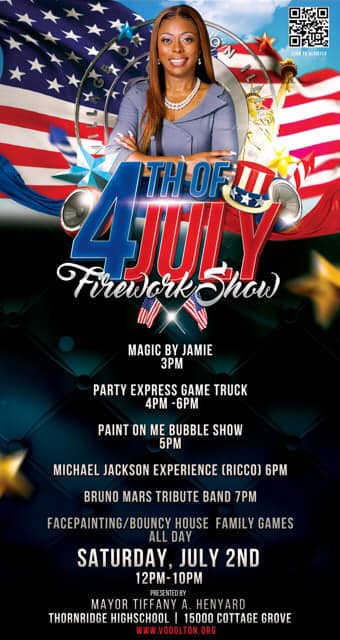 4TH OF
JULY
Firework Show
MAGIC BY JAMIE
3PM
PARTY EXPRESS GAME TRUCK
4PM -6PM
PAINT ON ME BUBBLE SHOW
5PM
MICHAEL JACKSON EXPERIENCE (RICCO) 6PM
BRUNO MARS TRIBUTE BAND 7PM
FACEPAINTING/BOUNCY HOUSE FAMILY GAMES
ALL DAY
SATURDAY, JULY 2ND
12PM-10PM
PRESENTED BY
MAYOR TIFFANY A. HENYARD
THORNRIDGE HIGHSCHOOL | 15000 COTTAGE GROVE
WWW.VODOLTON.ORG